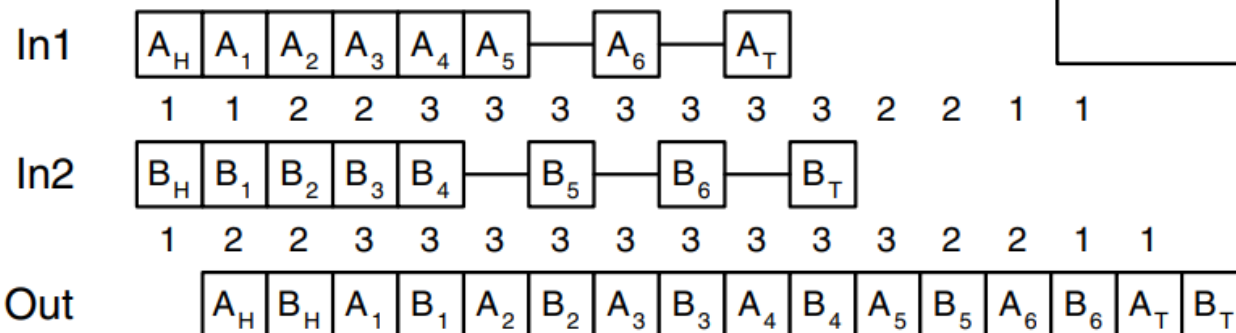 In1 A_H A_1 A_2 A_3 A_4 A_5 A_6 A_T
1 1 2 2 3 3 3 3 3 3 3 2 2 1 1
In2 B_H B_1 B_2 B_3 B_4 B_5 B_6 B_T
1 2 2 3 3 3 3 3 3 3 3 3 2 2 1 1
Out A_H B_H A_1 B_1 A_2 B_2 A_3 B_3 A_4 B_4 A_5 B_5 A_6 B_6 A_T B_T